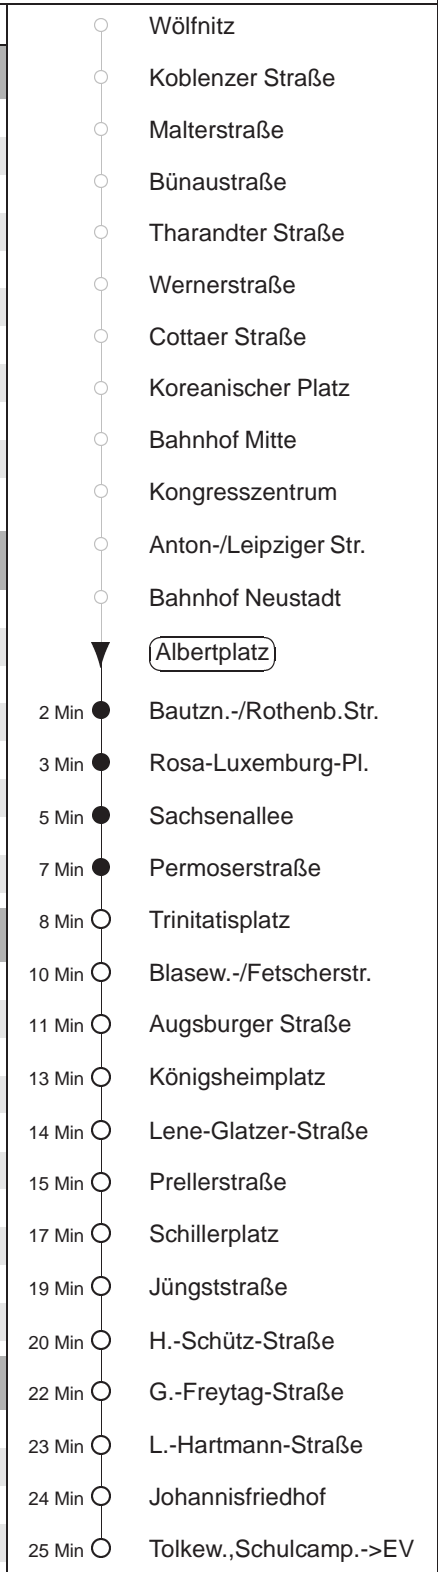 Wölfnitz
Koblenzer Straße
Malterstraße
Bünaustraße
Tharandter Straße
Wernerstraße
Cottaer Straße
Koreanischer Platz
Bahnhof Mitte
Kongresszentrum
Anton-/Leipziger Str.
Bahnhof Neustadt
Albertplatz
2 Min Bautzn.-/Rothenb.Str.
3 Min Rosa-Luxemburg-Pl.
5 Min Sachsenallee
7 Min Permoserstraße
8 Min Trinitatisplatz
10 Min Blasew.-/Fetscherstr.
11 Min Augsburger Straße
13 Min Königsheimplatz
14 Min Lene-Glatzer-Straße
15 Min Prellerstraße
17 Min Schillerplatz
19 Min Jüngststraße
20 Min H.-Schütz-Straße
22 Min G.-Freytag-Straße
23 Min L.-Hartmann-Straße
24 Min Johannisfriedhof
25 Min Tolkew.,Schulcamp.->EV